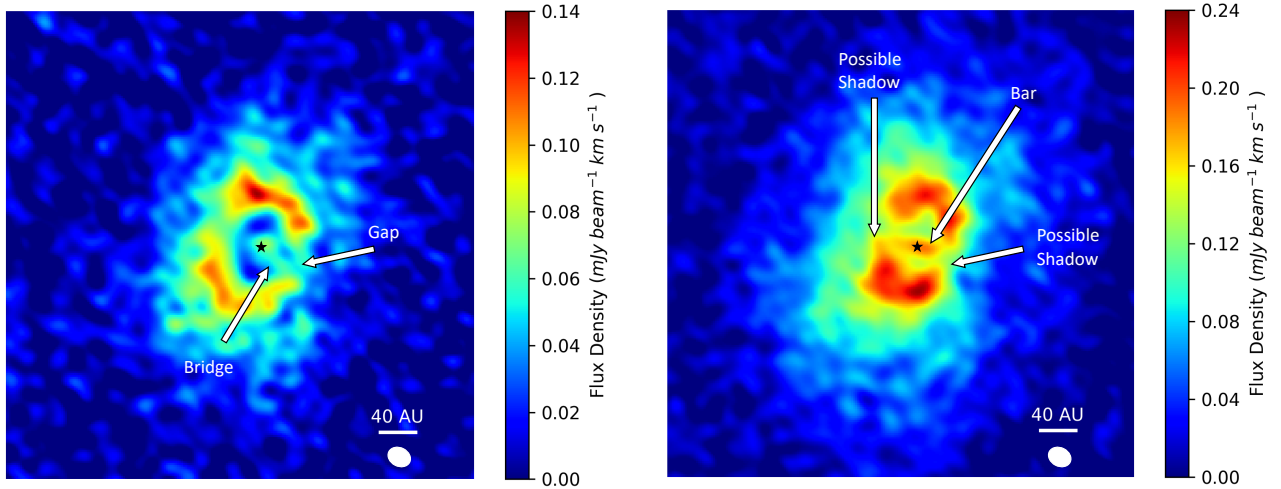 Gap
Bridge
40 AU
0.14
0.12
0.10
0.08
0.06
0.04
0.02
0.00
Flux Density (mJy beam⁻¹ km s⁻¹ )
Possible
Shadow
Bar
Possible
Shadow
40 AU
0.24
0.20
0.16
0.12
0.08
0.04
0.00
Flux Density (mJy beam⁻¹ km s⁻¹ )